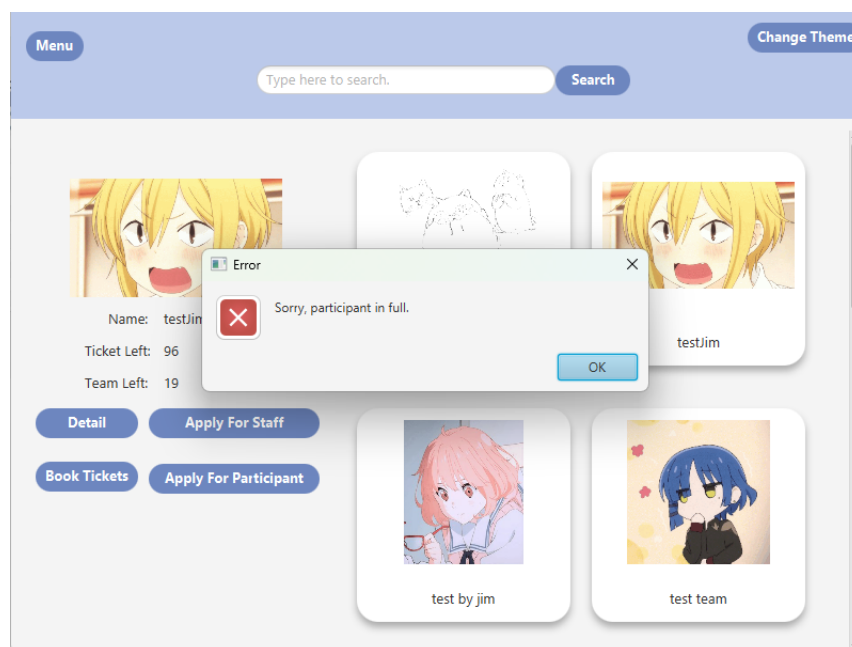 Change Theme
Menu
Type here to search.
Search
Error
Sorry, participant in full.
OK
Name: testJim
Ticket Left: 96
Team Left: 19
Detail
Apply For Staff
Book Tickets
Apply For Participant
testJim
test by jim
test team